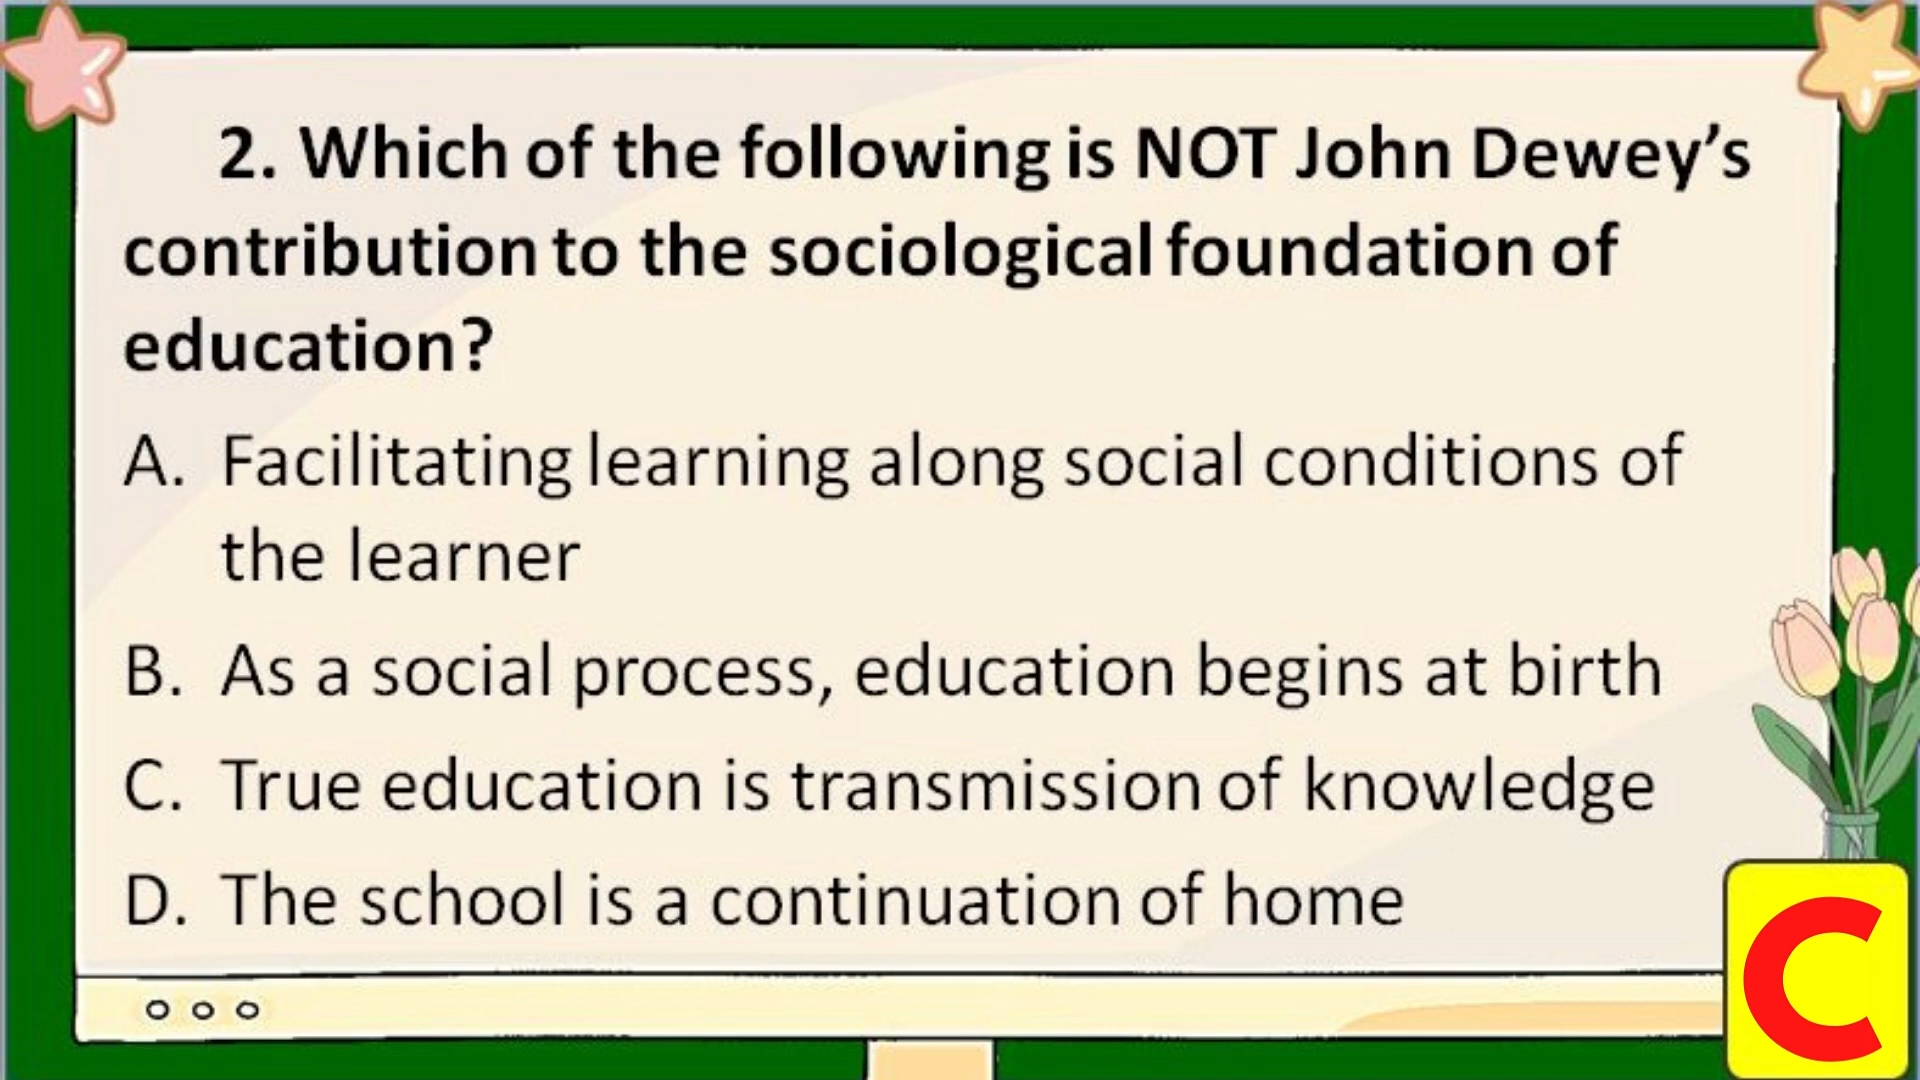 2. Which of the following is NOT John Dewey’s
contribution to the sociological foundation of
education?
A. Facilitating learning along social conditions of
the learner
B. As a social process, education begins at birth
C. True education is transmission of knowledge
D. The school is a continuation of home
C